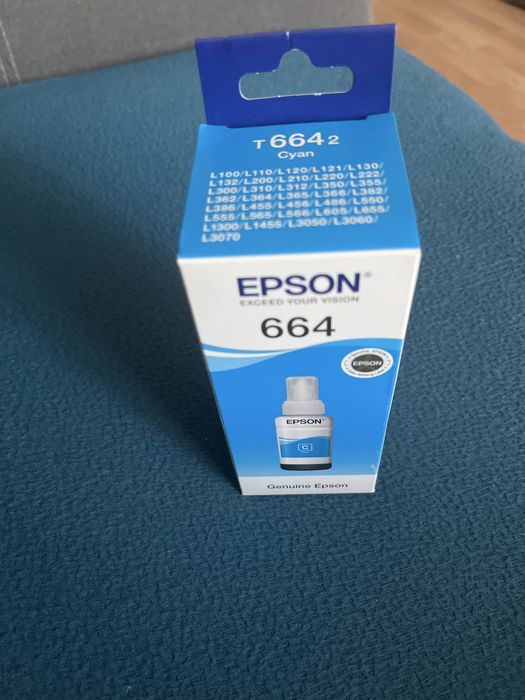 T6642
Cyan
L100/L110/L120/L121/L130/
L132/L200/L210/L220/L222/
L300/L310/L312/L350/L355/
L362/L364/L365/L366/L382/
L386/L455/L456/L486/L550/
L555/L565/L566/L605/L655/
L1300/L1455/L3050/L3060/
L3070
EPSON®
EXCEED YOUR VISION
664
EPSON
EPSON
C
Genuine Epson